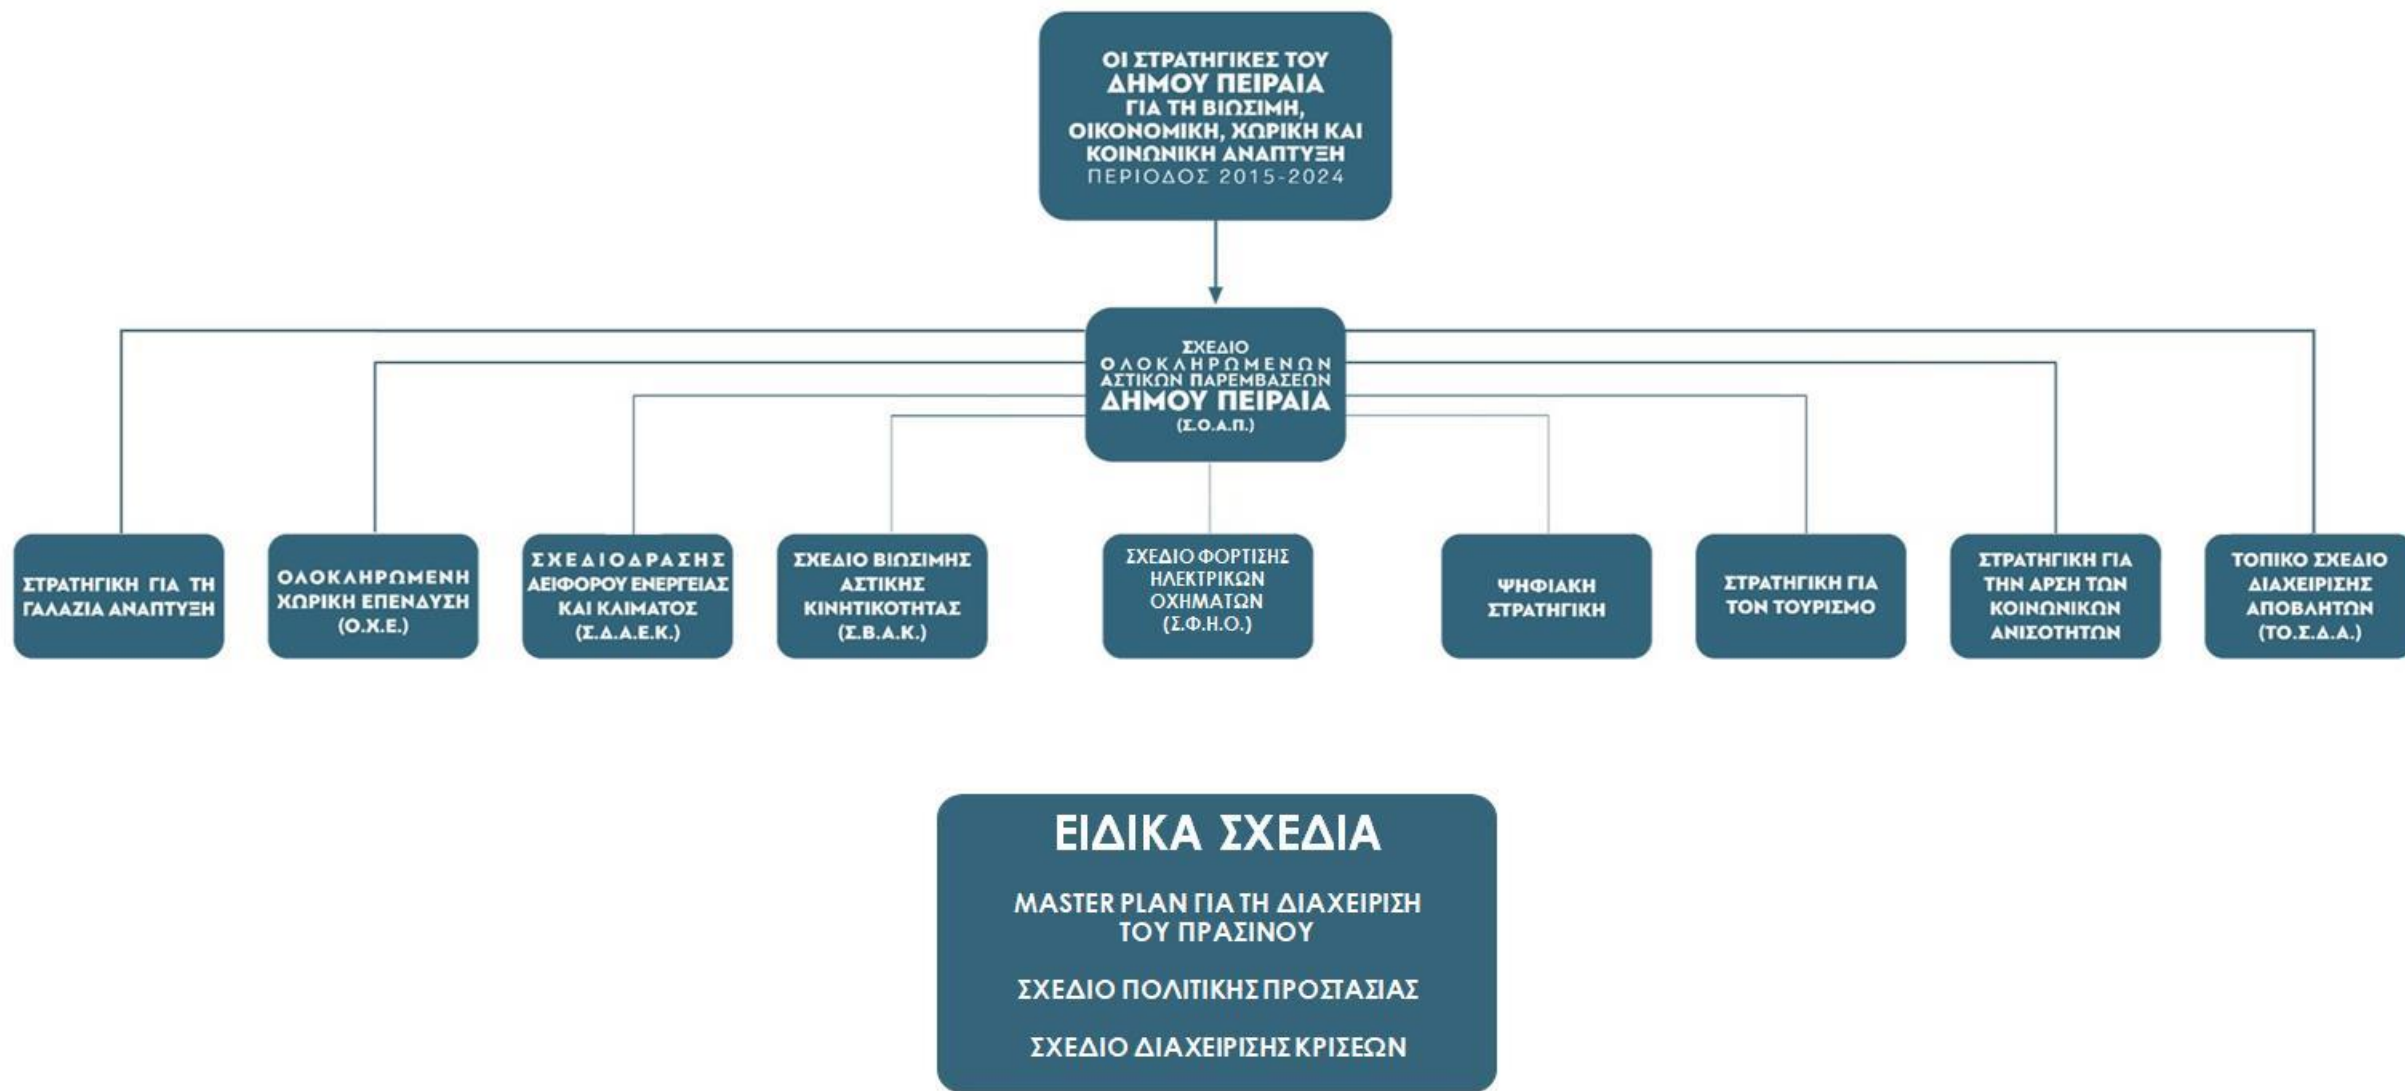 ΟΙ ΣΤΡΑΤΗΓΙΚΕΣ ΤΟΥ
ΔΗΜΟΥ ΠΕΙΡΑΙΑ
ΓΙΑ ΤΗ ΒΙΩΣΙΜΗ,
ΟΙΚΟΝΟΜΙΚΗ, ΧΩΡΙΚΗ ΚΑΙ
ΚΟΙΝΩΝΙΚΗ ΑΝΑΠΤΥΞΗ
ΠΕΡΙΟΔΟΣ 2015-2024
ΣΧΕΔΙΟ
ΟΛΟΚΛΗΡΩΜΕΝΩΝ
ΑΣΤΙΚΩΝ ΠΑΡΕΜΒΑΣΕΩΝ
ΔΗΜΟΥ ΠΕΙΡΑΙΑ
(Σ.Ο.Α.Π.)
ΣΤΡΑΤΗΓΙΚΗ ΓΙΑ ΤΗ
ΓΑΛΑΖΙΑ ΑΝΑΠΤΥΞΗ
ΟΛΟΚΛΗΡΩΜΕΝΗ
ΧΩΡΙΚΗ ΕΠΕΝΔΥΣΗ
(Ο.Χ.Ε.)
ΣΧΕΔΙΟΔΡΑΣΗΣ
ΑΕΙΦΟΡΟΥ ΕΝΕΡΓΕΙΑΣ
ΚΑΙ ΚΛΙΜΑΤΟΣ
(Σ.Δ.Α.Ε.Κ.)
ΣΧΕΔΙΟ ΒΙΩΣΙΜΗΣ
ΑΣΤΙΚΗΣ
ΚΙΝΗΤΙΚΟΤΗΤΑΣ
(Σ.Β.Α.Κ.)
ΣΧΕΔΙΟ ΦΟΡΤΙΣΗΣ
ΗΛΕΚΤΡΙΚΩΝ
ΟΧΗΜΑΤΩΝ
(Σ.Φ.Η.Ο.)
ΨΗΦΙΑΚΗ
ΣΤΡΑΤΗΓΙΚΗ
ΣΤΡΑΤΗΓΙΚΗ ΓΙΑ
ΤΟΝ ΤΟΥΡΙΣΜΟ
ΣΤΡΑΤΗΓΙΚΗ ΓΙΑ
ΤΗΝ ΑΡΣΗ ΤΩΝ
ΚΟΙΝΩΝΙΚΩΝ
ΑΝΙΣΟΤΗΤΩΝ
ΤΟΠΙΚΟ ΣΧΕΔΙΟ
ΔΙΑΧΕΙΡΙΣΗΣ
ΑΠΟΒΛΗΤΩΝ
(ΤΟ.Σ.Δ.Α.)
ΕΙΔΙΚΑ ΣΧΕΔΙΑ
MASTER PLAN ΓΙΑ ΤΗ ΔΙΑΧΕΙΡΙΣΗ
ΤΟΥ ΠΡΑΣΙΝΟΥ
ΣΧΕΔΙΟ ΠΟΛΙΤΙΚΗΣ ΠΡΟΣΤΑΣΙΑΣ
ΣΧΕΔΙΟ ΔΙΑΧΕΙΡΙΣΗΣ ΚΡΙΣΕΩΝ